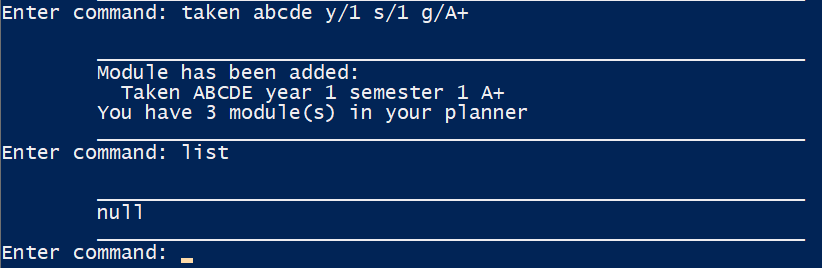 Enter command: taken abcde y/1 s/1 g/A+
Module has been added:
Taken ABCDE year 1 semester 1 A+
You have 3 module(s) in your planner
Enter command: list
null
Enter command: